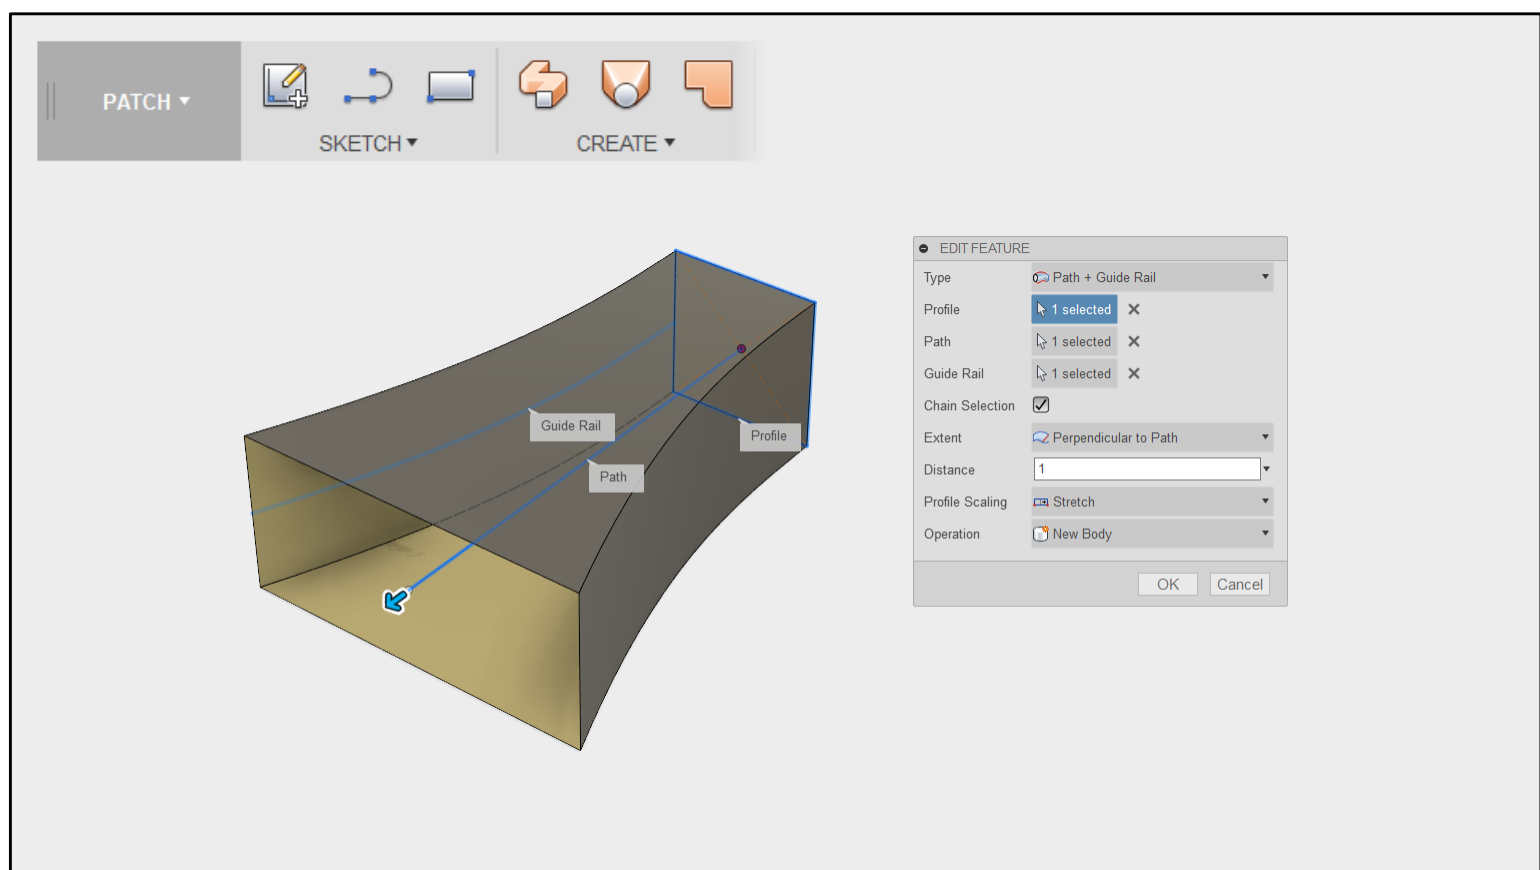 PATCH
SKETCH
CREATE
EDIT FEATURE
Type Path + Guide Rail
Profile 1 selected
Path 1 selected
Guide Rail 1 selected
Chain Selection
Extent Perpendicular to Path
Distance 1
Profile Scaling Stretch
Operation New Body
OK Cancel
Guide Rail
Profile
Path